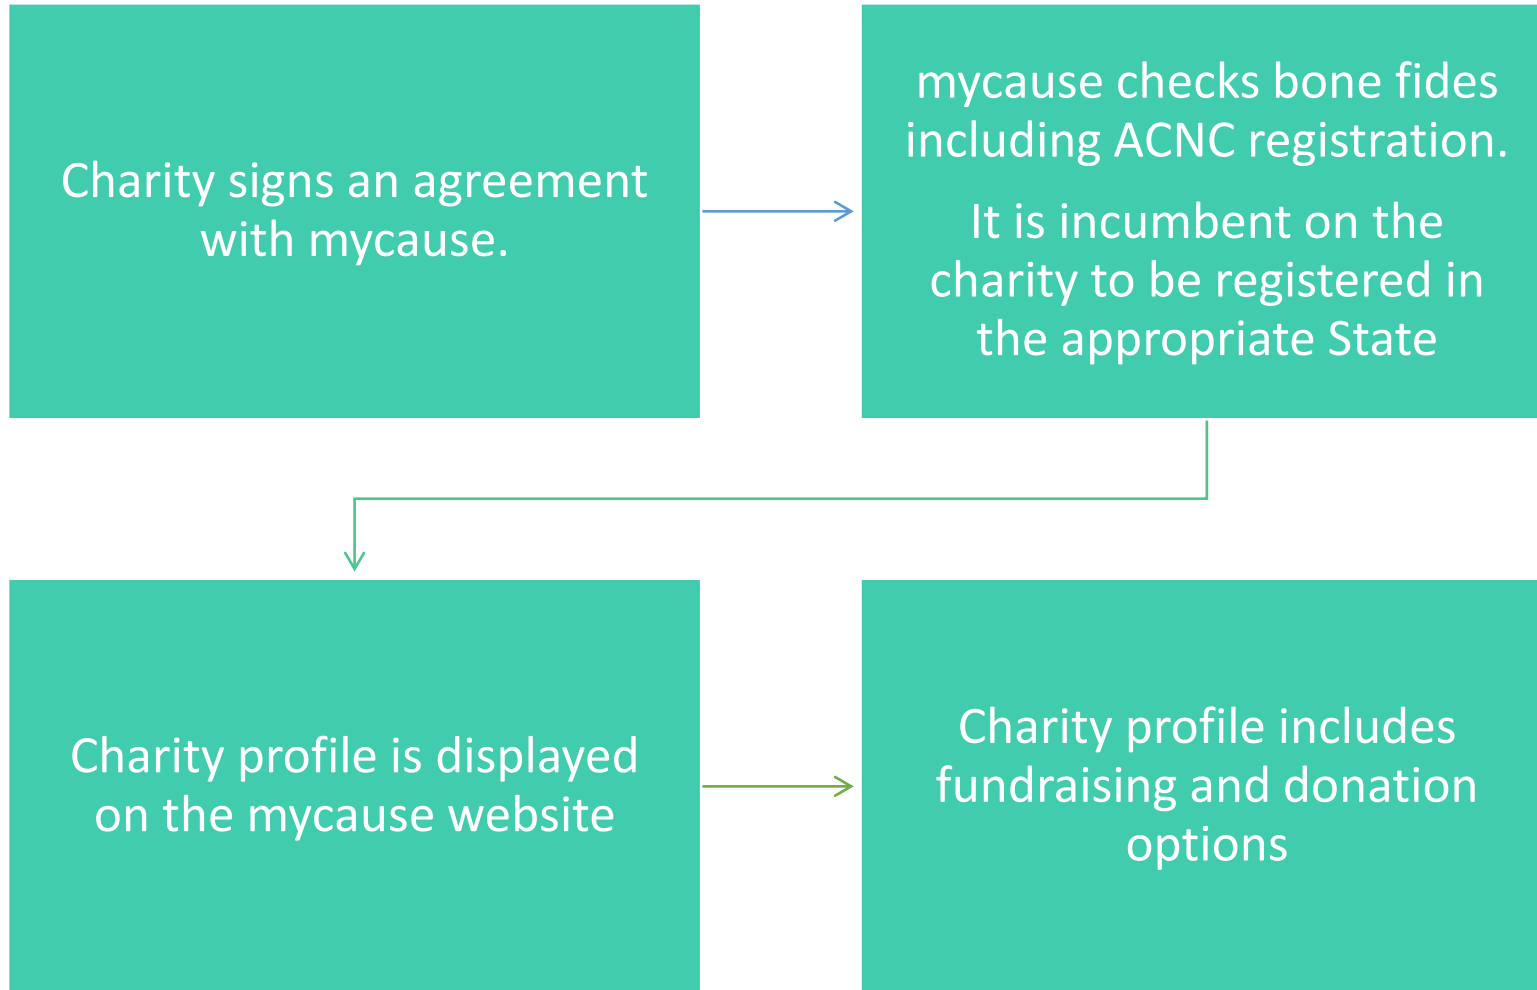 Charity signs an agreement
with mycause.
mycause checks bone fides
including ACNC registration.
It is incumbent on the
charity to be registered in
the appropriate State
Charity profile is displayed
on the mycause website
Charity profile includes
fundraising and donation
options